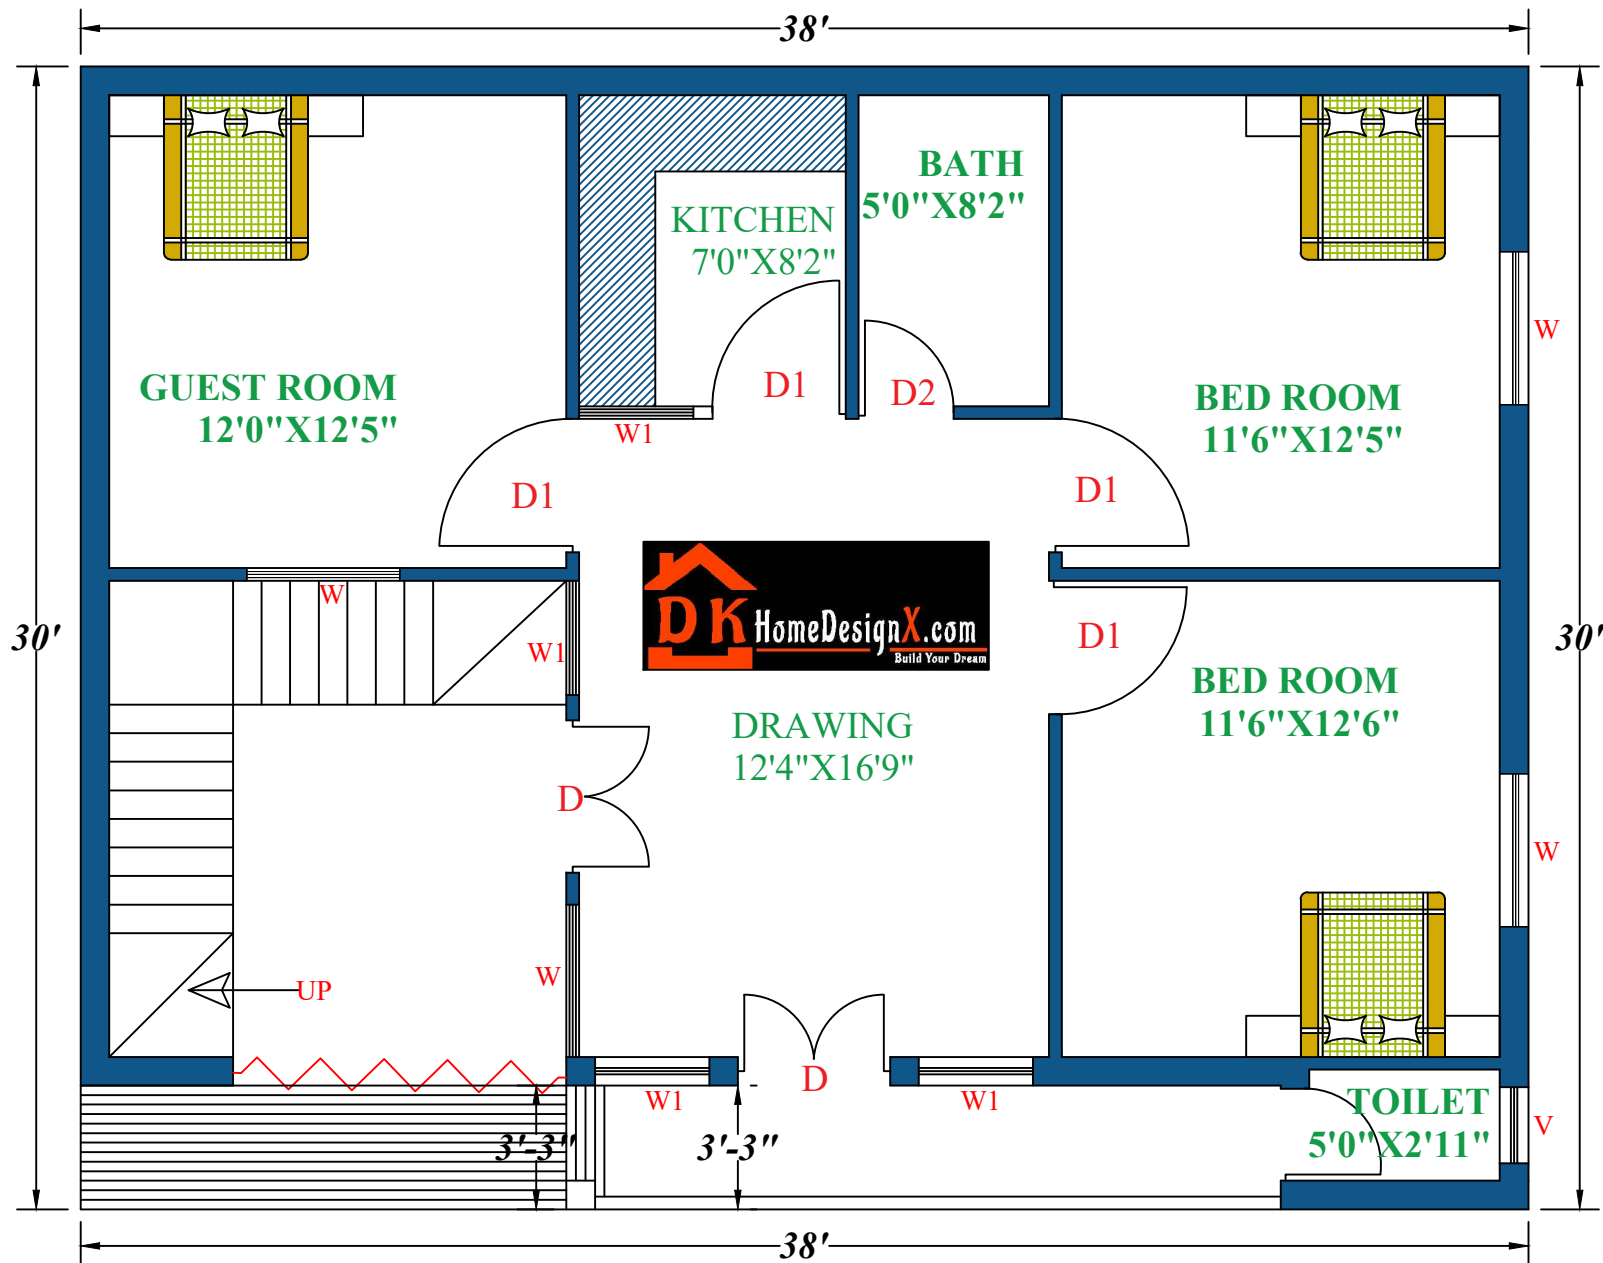 38'
BATH
5'0"X8'2"
KITCHEN
7'0"X8'2"
W
GUEST ROOM
12'0"X12'5"
D1
D2
BED ROOM
11'6"X12'5"
W1
D1
D1
W
30'
W1
DK HomeDesignX.com
Build Your Dream
D1
30'
BED ROOM
11'6"X12'6"
DRAWING
12'4"X16'9"
D
W
W
UP
D
W1
W1
TOILET
5'0"X2'11"
V
3'-3"
3'-3"
38'